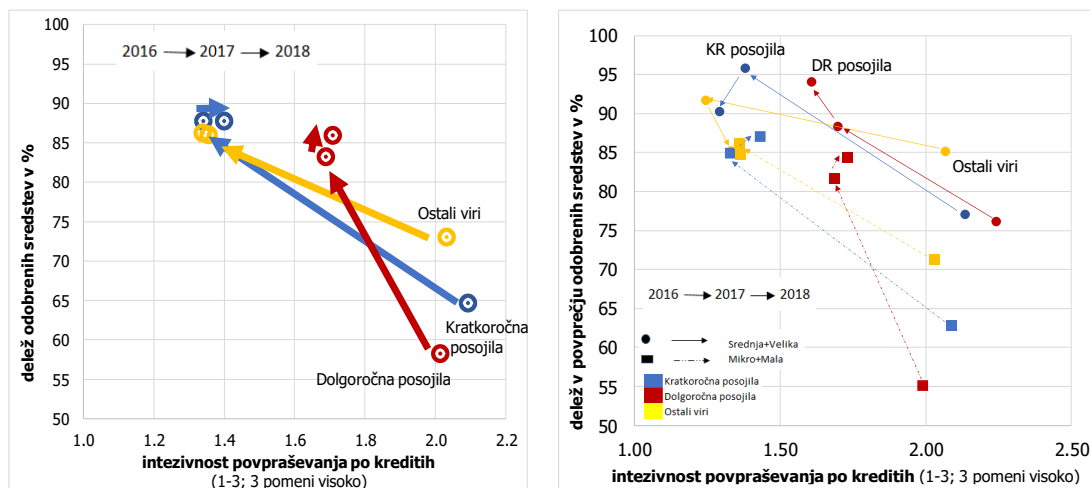 100
95
90
85
80
75
70
65
60
55
50
delež odobrenih sredstev v %
2016 2017 2018
Ostali viri
Kratkoročna
posojila
Dolgoročna posojila
1.0 1.2 1.4 1.6 1.8 2.0 2.2
intezivnost povpraševanja po kreditih
(1-3; 3 pomeni visoko)
100
95
90
85
80
75
70
65
60
55
50
delež v povprečju odobrenih sredstev v %
KR posojila
DR posojila
Ostali viri
2016 2017 2018
Srednja+Velika
Mikro+Mala
Kratkoročna posojila
Dolgoročna posojila
Ostali viri
1.00 1.50 2.00 2.50
intezivnost povpraševanja po kreditih (1-3; 3 pomeni visoko)